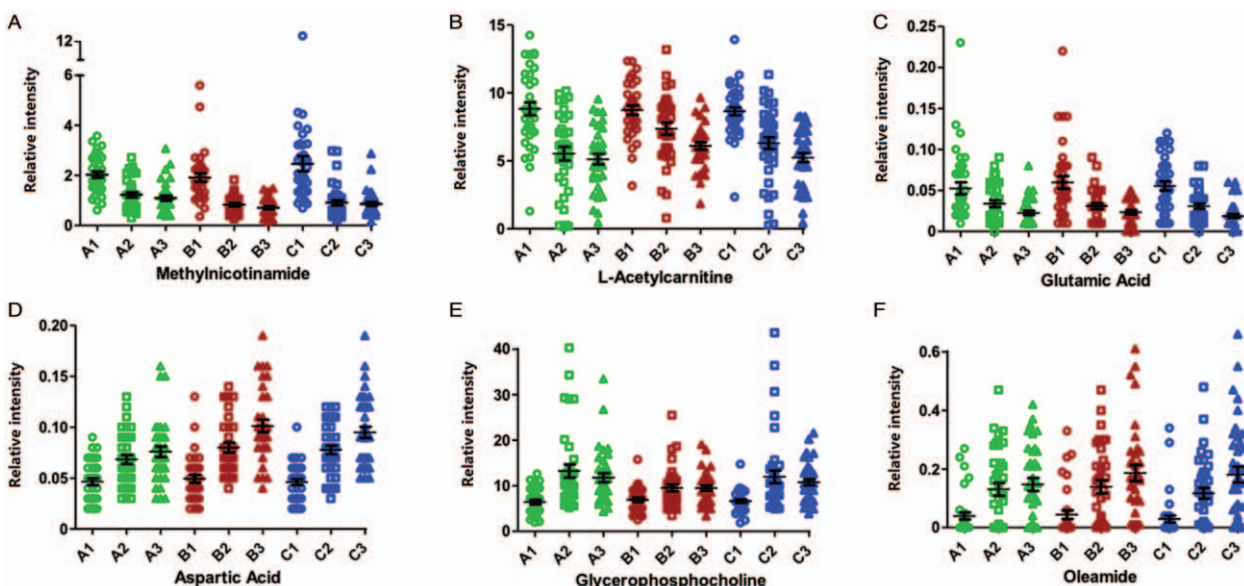 A
Relative intensity
12
6
4
2
0
A1 A2 A3 B1 B2 B3 C1 C2 C3
Methylnicotinamide
B
Relative intensity
15
10
5
0
A1 A2 A3 B1 B2 B3 C1 C2 C3
L-Acetylcarnitine
C
Relative intensity
0.25
0.20
0.15
0.10
0.05
0.00
A1 A2 A3 B1 B2 B3 C1 C2 C3
Glutamic Acid
D
Relative intensity
0.20
0.15
0.10
0.05
0.00
A1 A2 A3 B1 B2 B3 C1 C2 C3
Aspartic Acid
E
Relative intensity
40
30
20
10
0
A1 A2 A3 B1 B2 B3 C1 C2 C3
Glycerophosphocholine
F
Relative intensity
0.6
0.4
0.2
0.0
A1 A2 A3 B1 B2 B3 C1 C2 C3
Oleamide